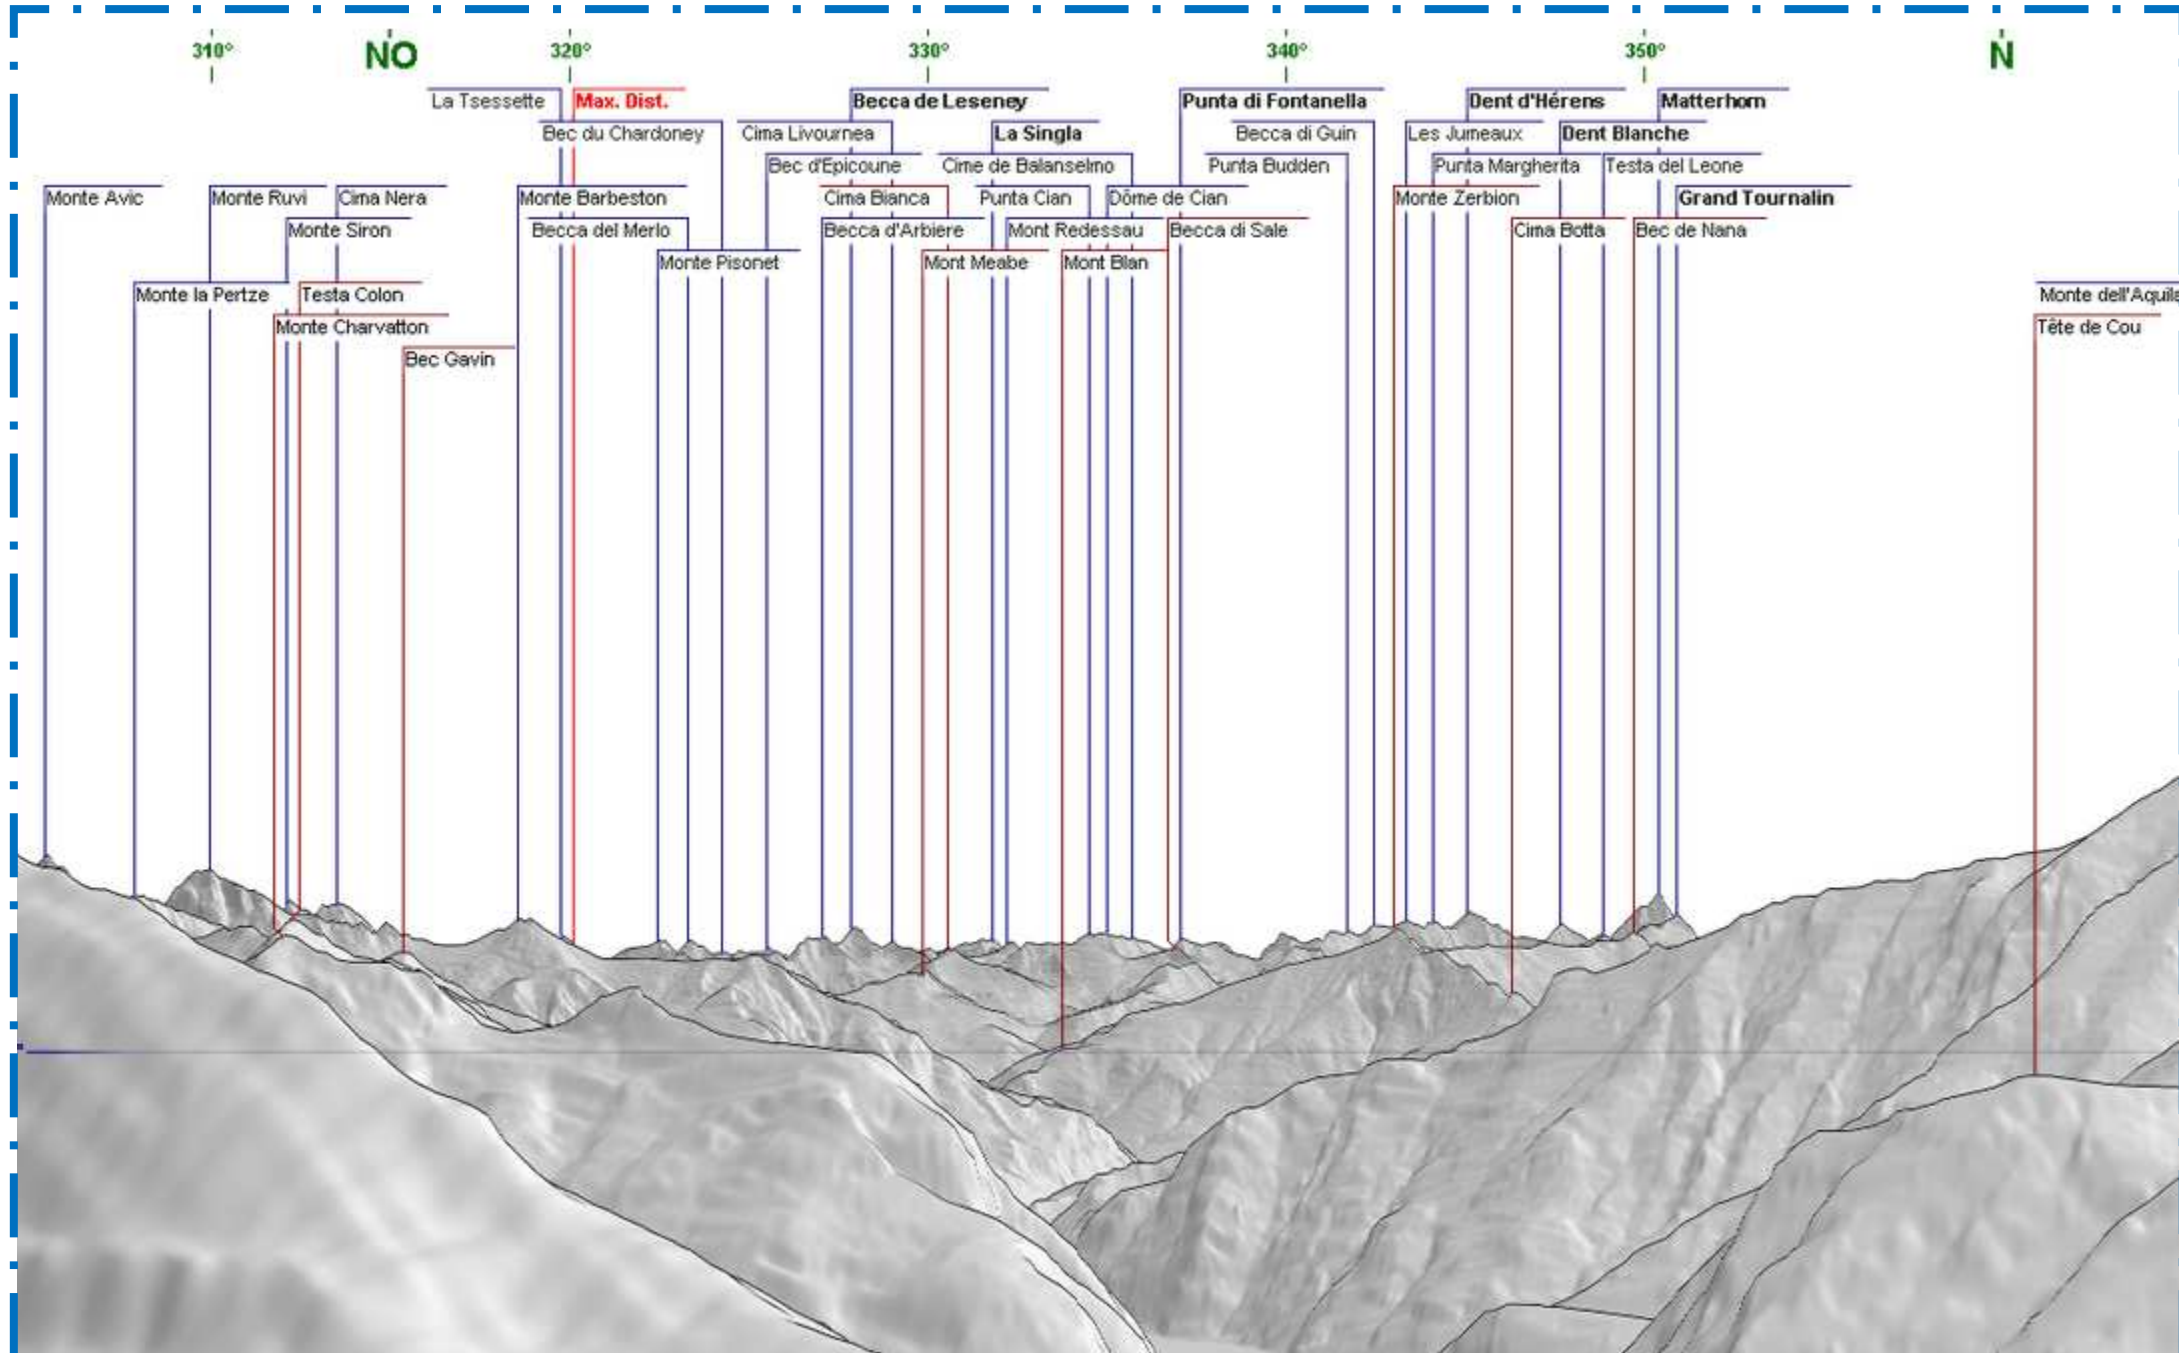 310° NO 320° 330° 340° 350° N
La Tsessette Max. Dist. Becca de Leseney Punta di Fontanella Dent d'Hérens Matterhorn
Bec du Chardoney Cima Livournea La Singla Becca di Guin Les Jumeaux Dent Blanche
Bec d'Epicoune Cime de Balanselmo Punta Budden Punta Margherita Testa del Leone
Monte Avic Monte Ruvi Cima Nera Monte Barbeston Cima Bianca Punta Cian Dôme de Cian Monte Zerbion Grand Tournalin
Monte Siron Becca del Merlo Becca d'Arbiere Mont Redessau Becca di Sale Cima Botta Bec de Nana
Monte Pisonet Mont Meabe Mont Blan
Monte la Pertze Testa Colon Monte dell'Aquila
Monte Charvatton Tête de Cou
Bec Gavin